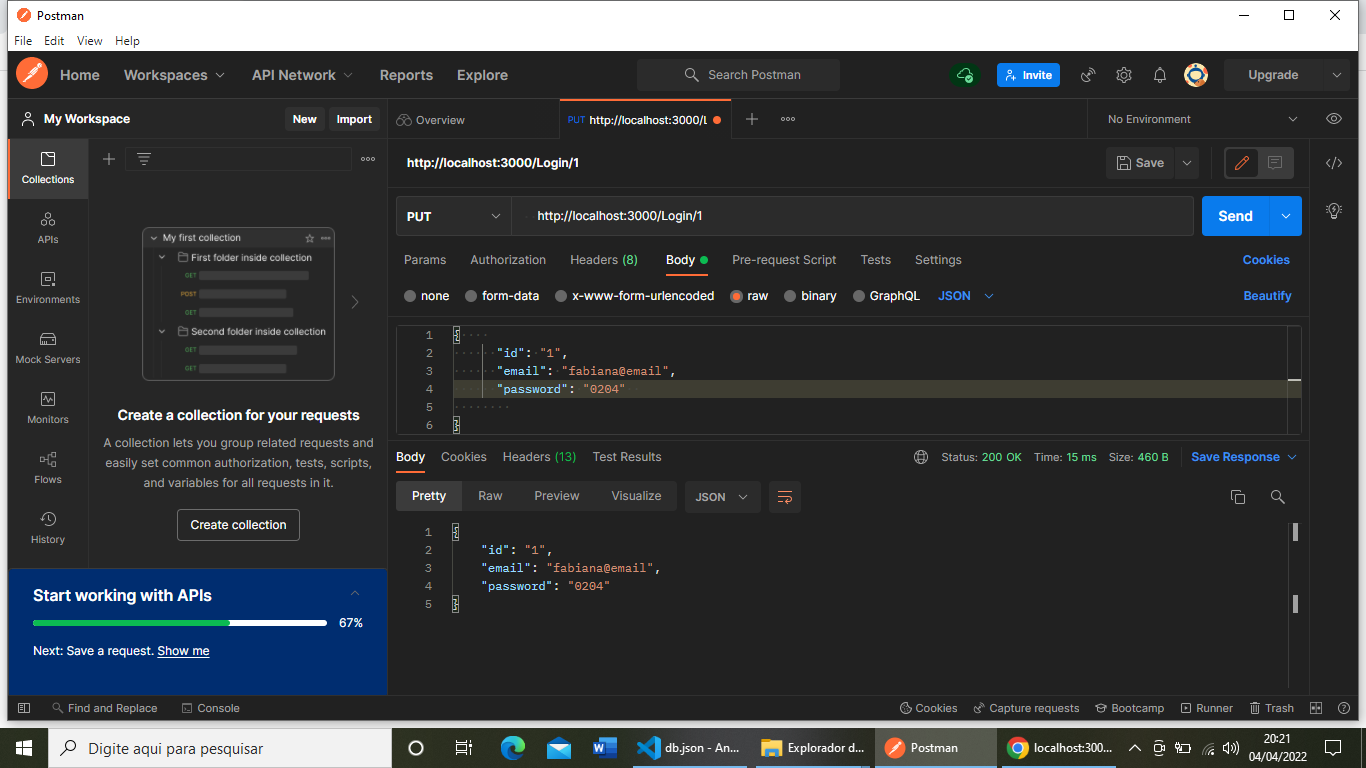 Postman
File Edit View Help
Home Workspaces API Network Reports Explore Search Postman Invite Upgrade
My Workspace New Import Overview PUT http://localhost:3000/L No Environment
Collections
http://localhost:3000/Login/1 Save
PUT http://localhost:3000/Login/1 Send
APIs
Params Authorization Headers (8) Body Pre-request Script Tests Settings Cookies
none form-data x-www-form-urlencoded raw binary GraphQL JSON Beautify
Environments
Mock Servers
Monitors
Flows
History
My first collection
First folder inside collection
GET
POST
GET
Second folder inside collection
GET
GET
Create a collection for your requests
A collection lets you group related requests and
easily set common authorization, tests, scripts,
and variables for all requests in it.
Create collection
Start working with APIs
67%
Next: Save a request. Show me
1 {
2 "id": "1",
3 "email": "fabiana@email",
4 "password": "0204"
5
6 }
Body Cookies Headers (13) Test Results Status: 200 OK Time: 15 ms Size: 460 B Save Response
Pretty Raw Preview Visualize JSON
1 {
2 "id": "1",
3 "email": "fabiana@email",
4 "password": "0204"
5 }
Find and Replace Console Cookies Capture requests Bootcamp Runner Trash
Digite aqui para pesquisar db.json - An... Explorador d... Postman localhost:300... 20:21
04/04/2022